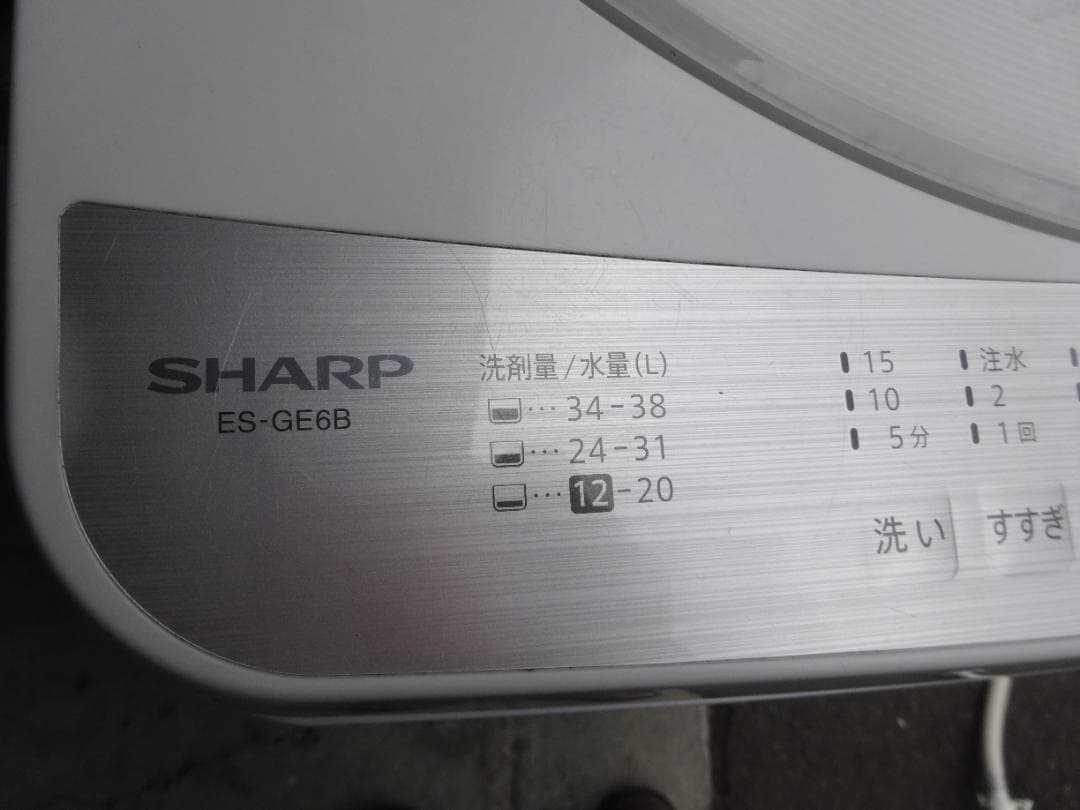 SHARP
ES-GE6B
洗剤量/水量(L)
… 34-38
… 24-31
… 12-20
15
10
5分
洗い
注水
2
1回
すすぎ